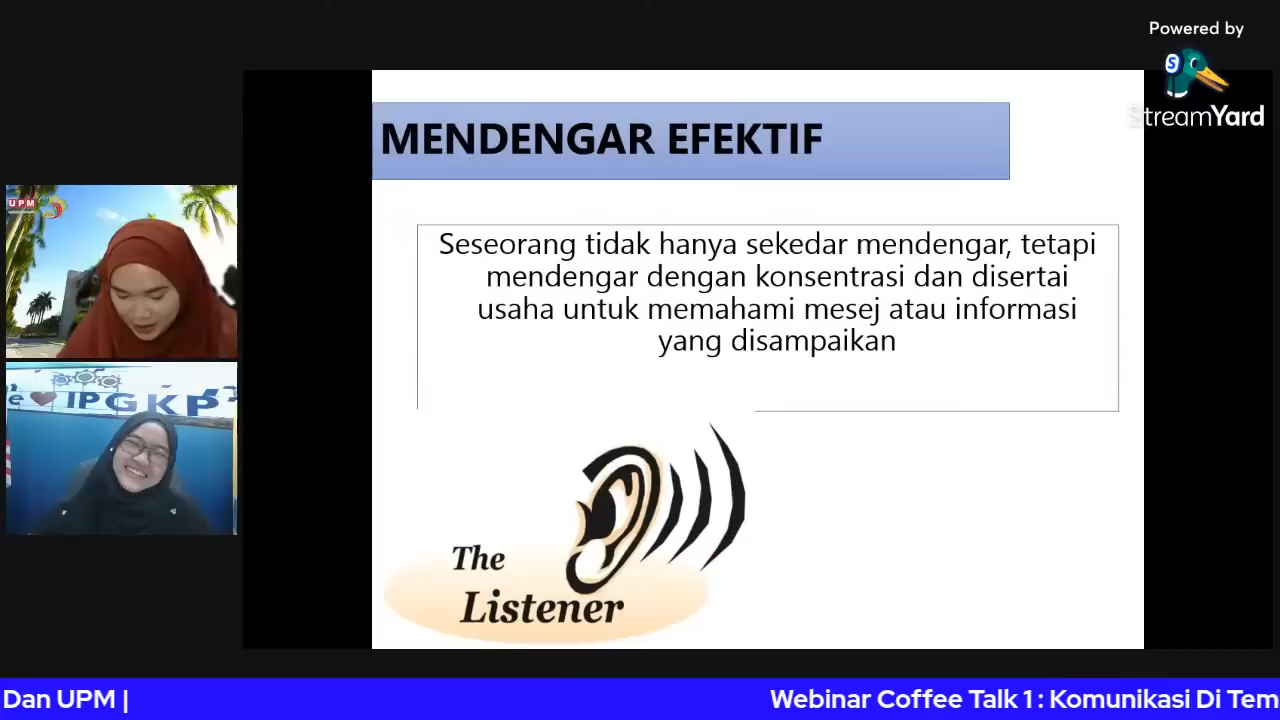 Powered by
StreamYard
MENDENGAR EFEKTIF
Seseorang tidak hanya sekedar mendengar, tetapi
mendengar dengan konsentrasi dan disertai
usaha untuk memahami mesej atau informasi
yang disampaikan
UPM
e IPGKP
The
Listener
Dan UPM | Webinar Coffee Talk 1 : Komunikasi Di Tem